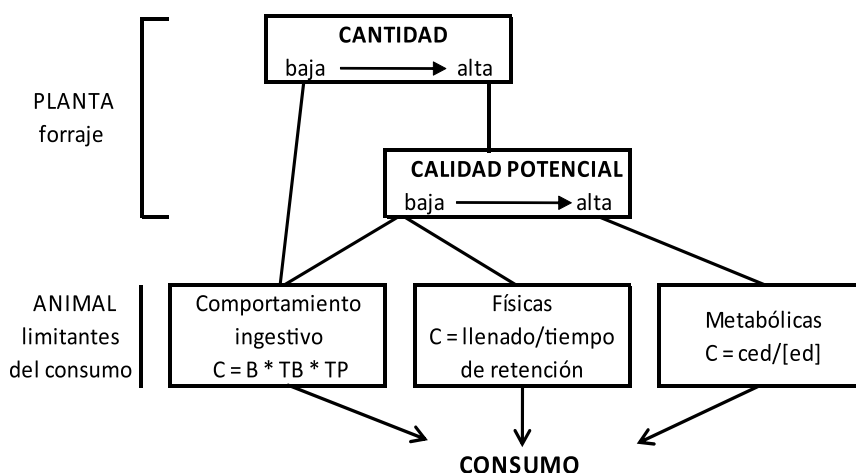 CANTIDAD
baja alta
PLANTA
forraje
CALIDAD POTENCIAL
baja alta
ANIMAL
limitantes
del consumo
Comportamiento
ingestivo
C = B * TB * TP
Físicas
C = llenado/tiempo
de retención
Metabólicas
C = ced/[ed]
CONSUMO